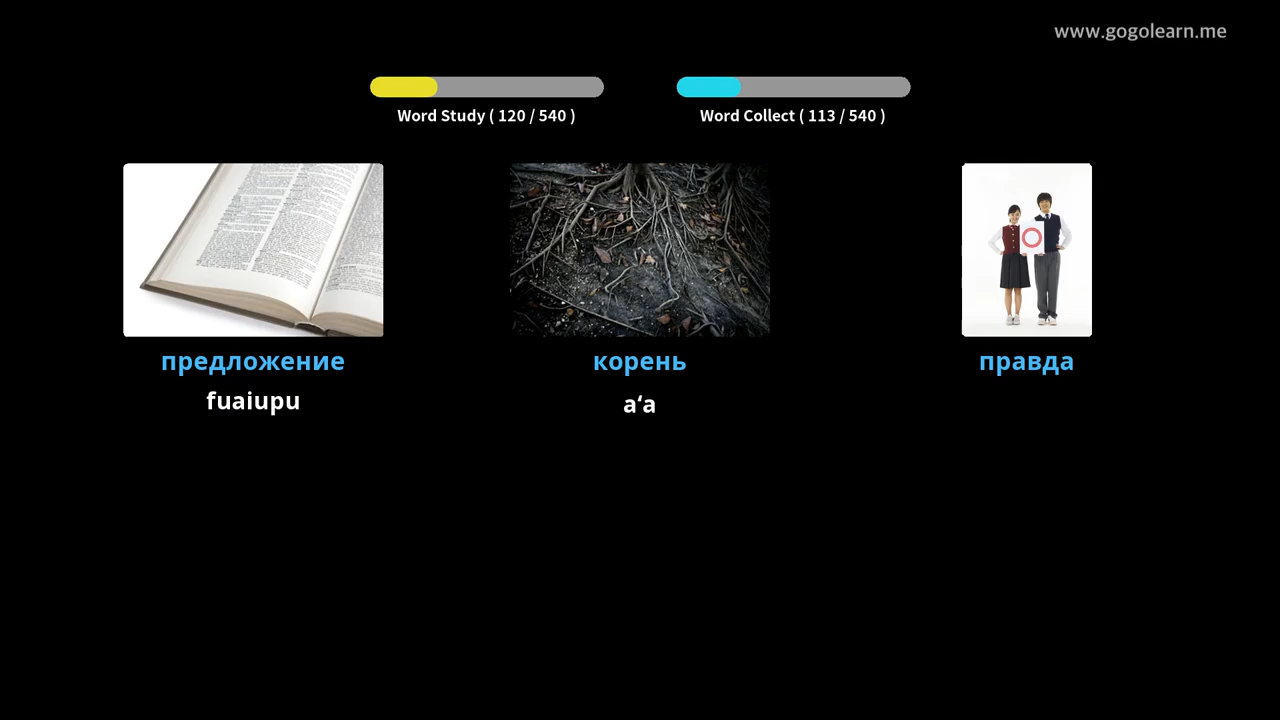 www.gogolearn.me
Word Study ( 120 / 540 )
Word Collect ( 113 / 540 )
предложение
корень
правда
fuaiupu
a‘a